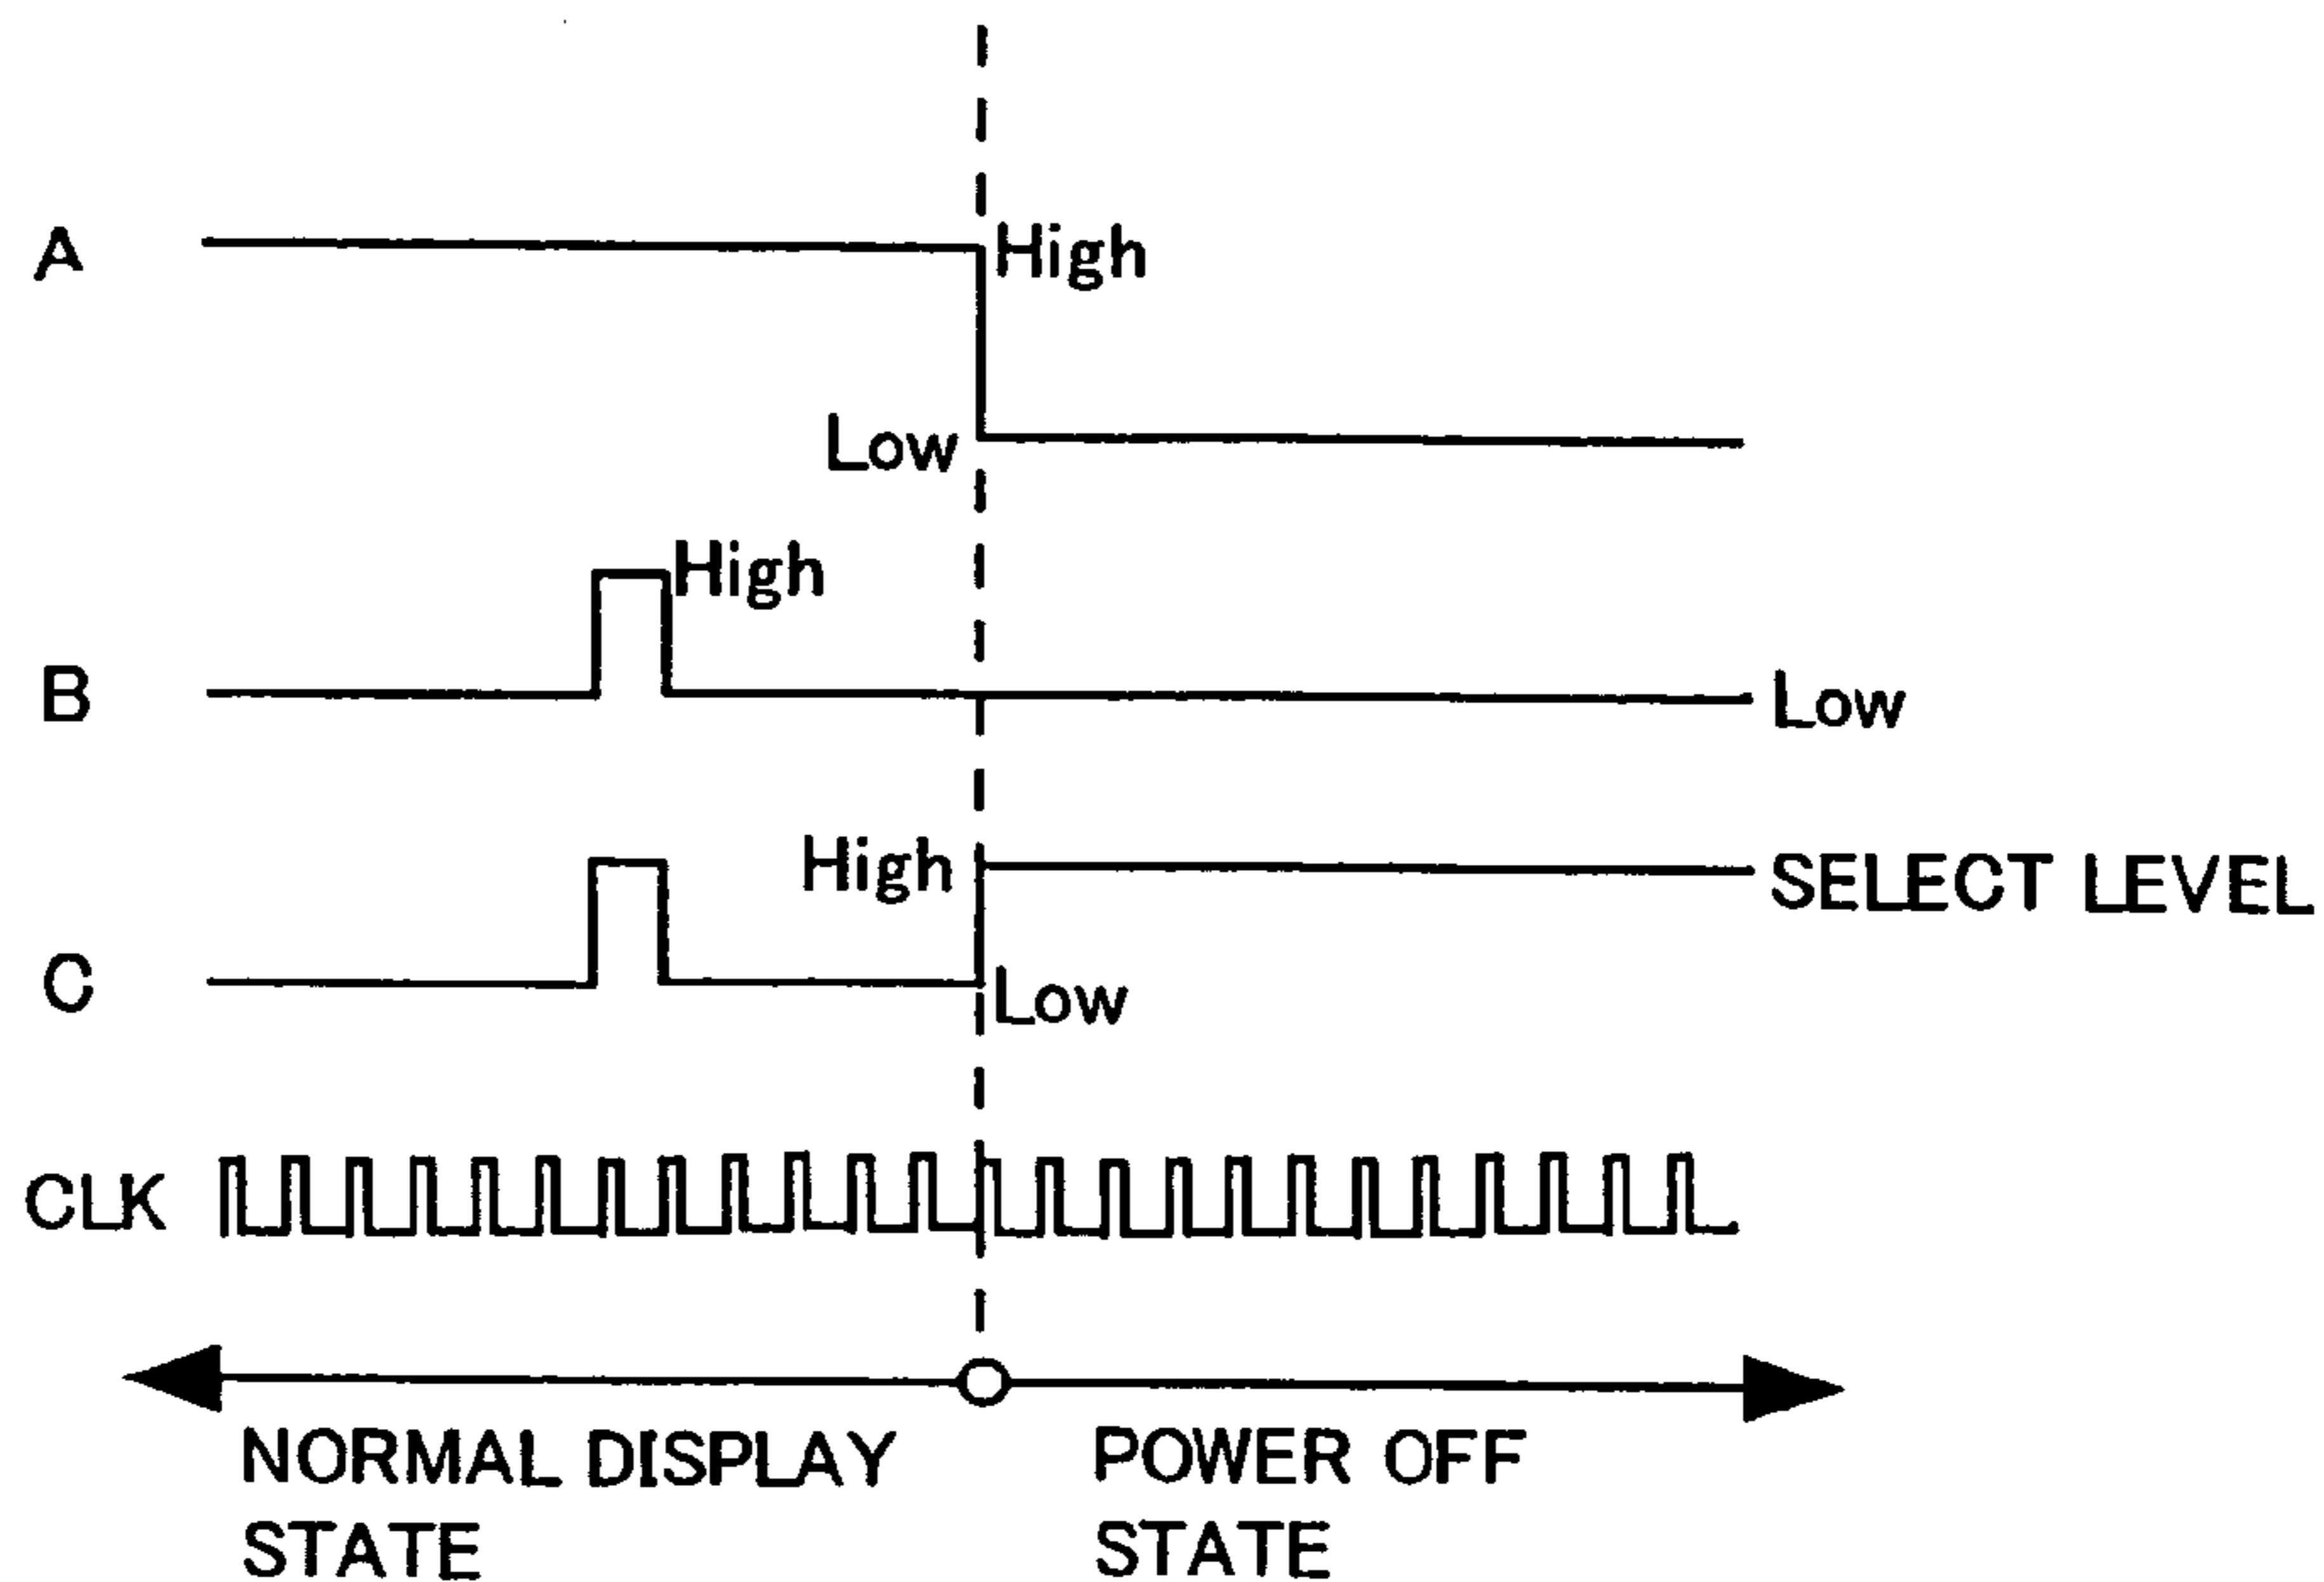 A
High
Low
High
B
Low
High
SELECT LEVEL
C
Low
CLK
NORMAL DISPLAY
STATE
POWER OFF
STATE